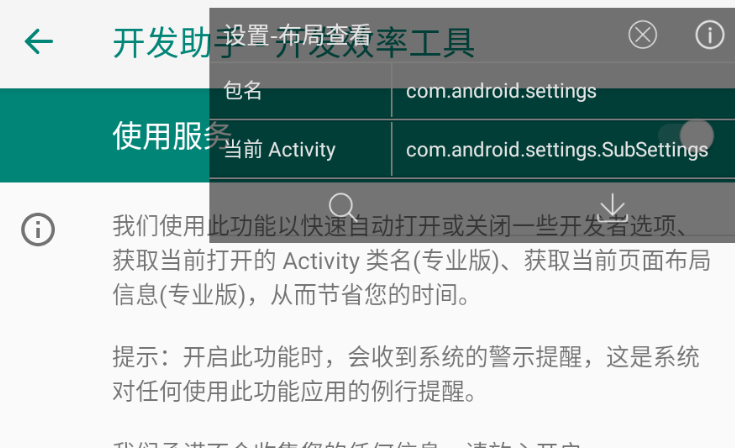 开发助手 - 开发效率工具
设置-布局查看
包名
com.android.settings
使用服务
当前 Activity
com.android.settings.SubSettings
我们使用此功能以快速自动打开或关闭一些开发者选项、
获取当前打开的 Activity 类名(专业版)、获取当前页面布局
信息(专业版)，从而节省您的时间。
提示：开启此功能时，会收到系统的警示提醒，这是系统
对任何使用此功能应用的例行提醒。